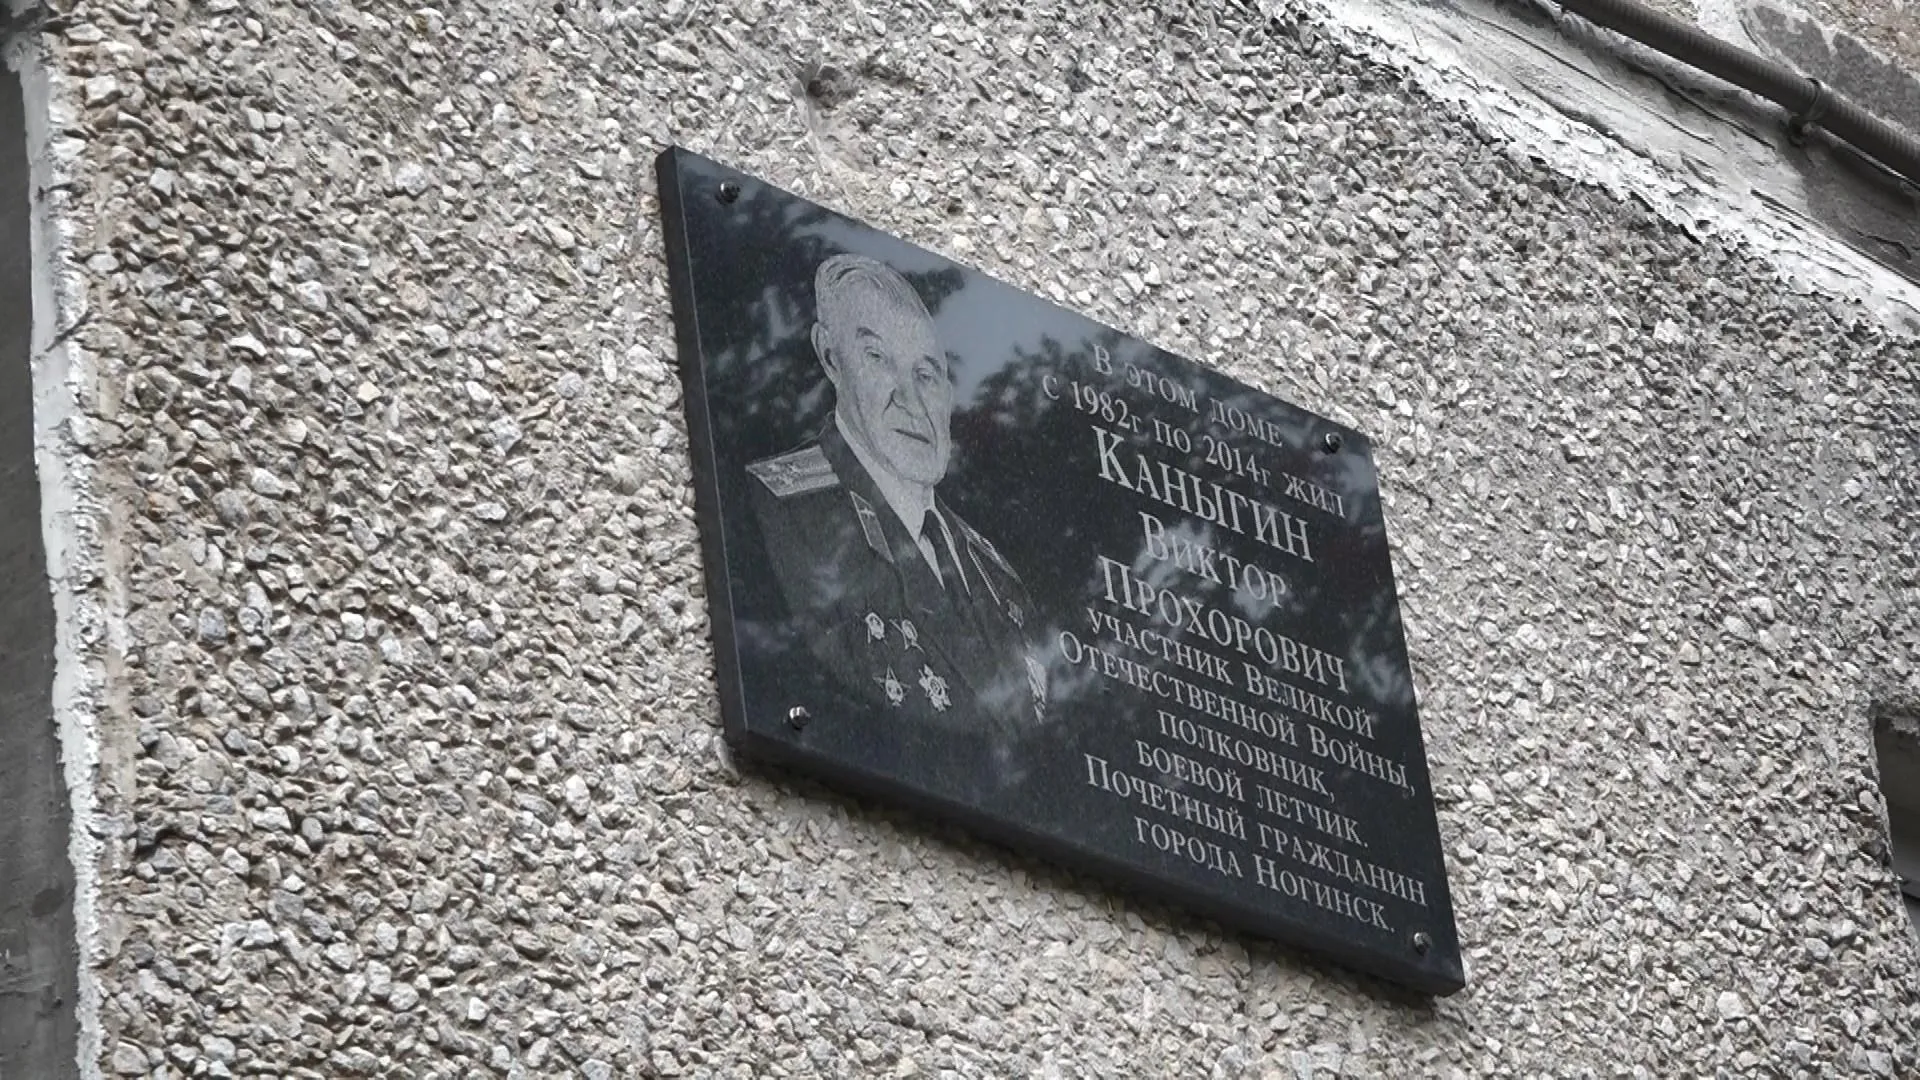 В ЭТОМ ДОМЕ
С 1982г ПО 2014г ЖИЛ
КАНЫГИН
ВИКТОР
ПРОХОРОВИЧ
УЧАСТНИК ВЕЛИКОЙ
ОТЕЧЕСТВЕННОЙ ВОЙНЫ,
ПОЛКОВНИК,
БОЕВОЙ ЛЕТЧИК.
ПОЧЕТНЫЙ ГРАЖДАНИН
ГОРОДА НОГИНСК.